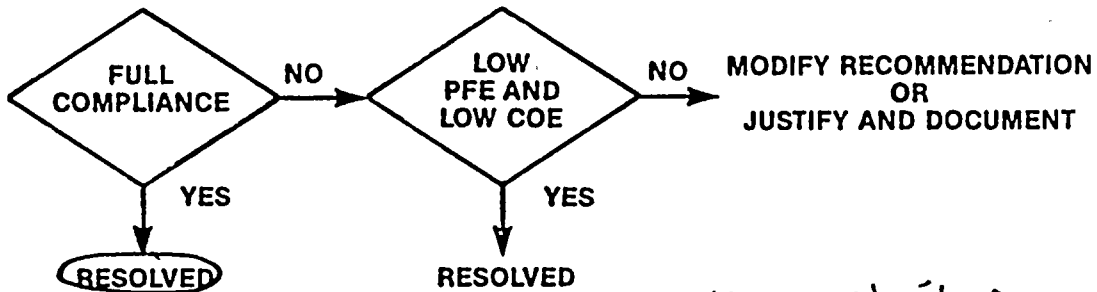 FULL
COMPLIANCE
NO
LOW
PFE AND
LOW COE
NO
MODIFY RECOMMENDATION
OR
JUSTIFY AND DOCUMENT
YES
YES
RESOLVED
RESOLVED